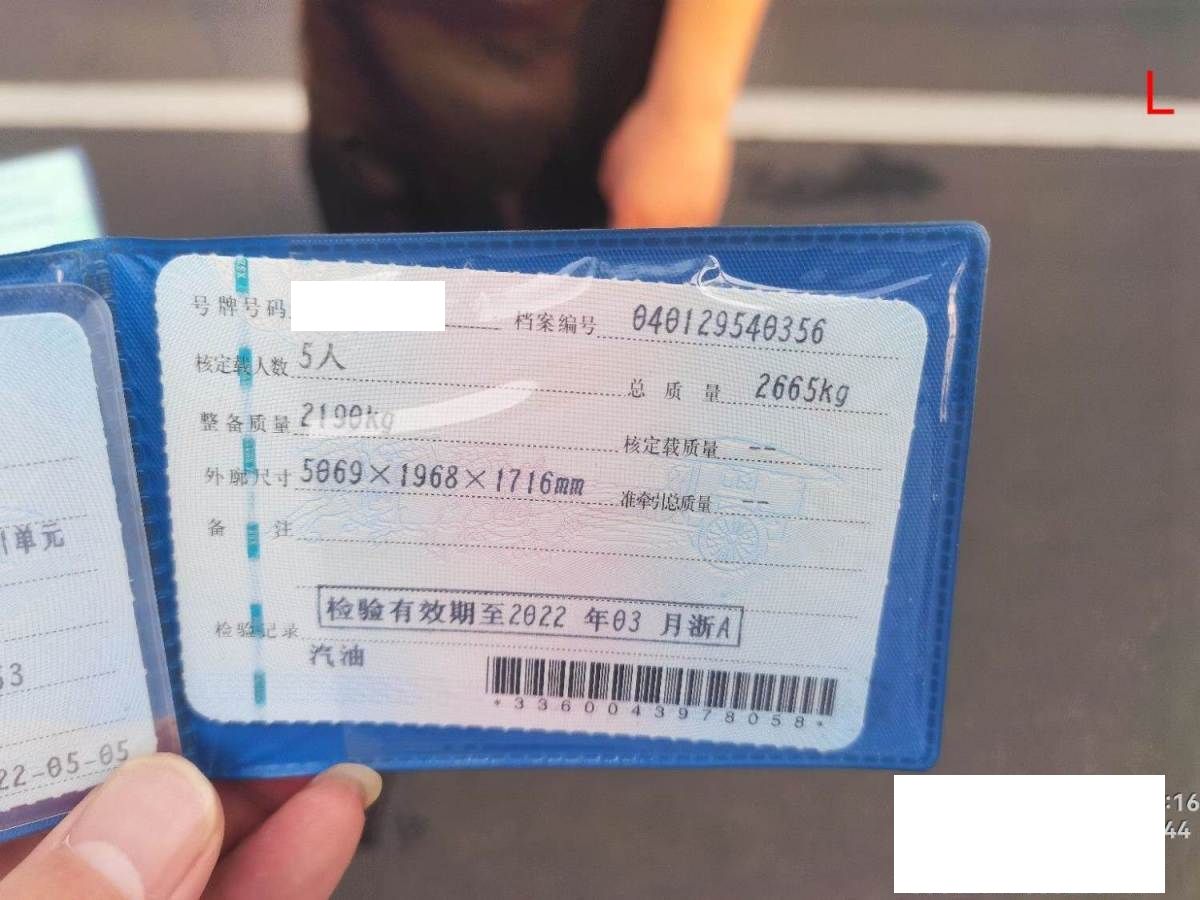 L
号牌号码 档案编号 040129540356
核定载人数 5人 总质量 2665kg
整备质量 2190kg 核定载质量 --
外廓尺寸 5069×1968×1716mm 准牵引总质量 --
备注
检验记录 检验有效期至2022 年03 月浙A
汽油
*3360043978058*
单元
53
22-05-05
:16
44